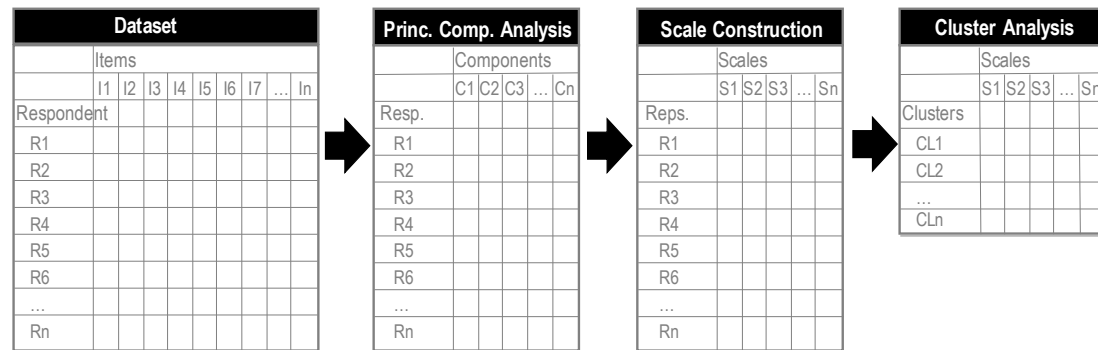 Dataset
Items
I1 I2 I3 I4 I5 I6 I7 ... In
Respondent
R1
R2
R3
R4
R5
R6
...
Rn
Princ. Comp. Analysis
Components
C1 C2 C3 ... Cn
Resp.
R1
R2
R3
R4
R5
R6
...
Rn
Scale Construction
Scales
S1 S2 S3 ... Sn
Reps.
R1
R2
R3
R4
R5
R6
...
Rn
Cluster Analysis
Scales
S1 S2 S3 ... Sn
Clusters
CL1
CL2
...
CLn